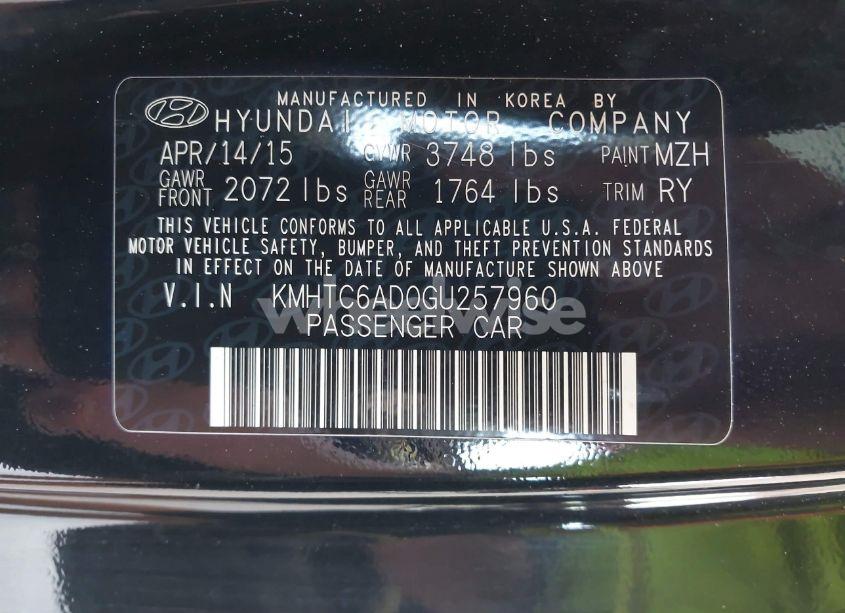 MANUFACTURED IN KOREA BY
HYUNDAI MOTOR COMPANY
APR/14/15 GVWR 3748 lbs PAINT MZH
GAWR FRONT 2072 lbs GAWR REAR 1764 lbs TRIM RY
THIS VEHICLE CONFORMS TO ALL APPLICABLE U.S.A. FEDERAL
MOTOR VEHICLE SAFETY, BUMPER, AND THEFT PREVENTION STANDARDS
IN EFFECT ON THE DATE OF MANUFACTURE SHOWN ABOVE
V.I.N KMHTC6AD0GU257960
wheelwise
PASSENGER CAR